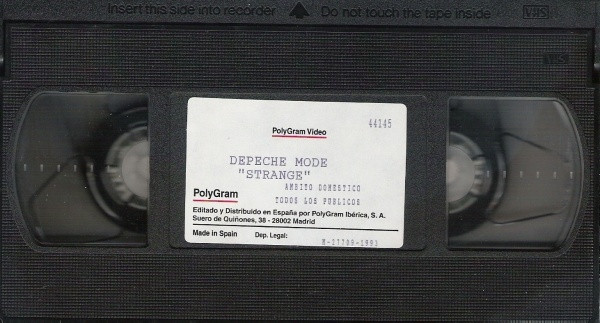 Insert this side into recorder Do not touch the tape inside VHS
VHS
PolyGram Video 44145
DEPECHE MODE
"STRANGE"
AMBITO DOMESTICO
PolyGram TODOS LOS PUBLICOS
Editado y Distribuido en España por PolyGram Ibérica, S. A.
Suero de Quiñones, 38 - 28002 Madrid
Made in Spain Dep. Legal: